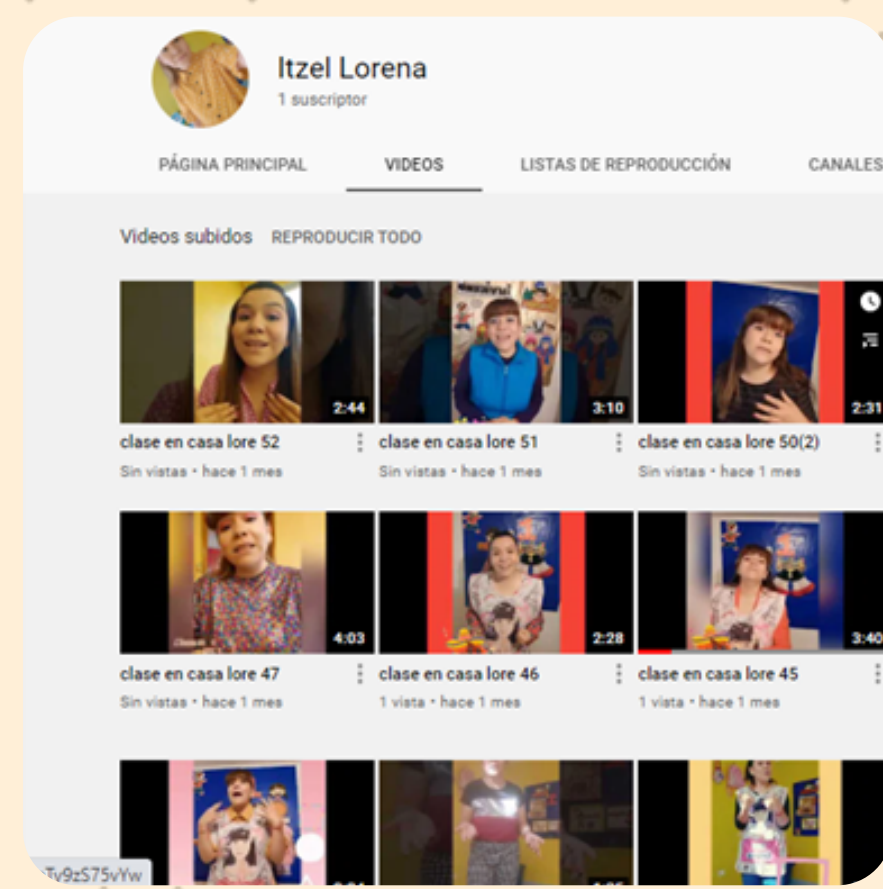 Itzel Lorena
1 suscriptor
PÁGINA PRINCIPAL VIDEOS LISTAS DE REPRODUCCIÓN CANALES
Videos subidos REPRODUCIR TODO
2:44 3:10 2:31
clase en casa lore 52 clase en casa lore 51 clase en casa lore 50(2)
Sin vistas • hace 1 mes Sin vistas • hace 1 mes Sin vistas • hace 1 mes
4:03 2:28 3:40
clase en casa lore 47 clase en casa lore 46 clase en casa lore 45
Sin vistas • hace 1 mes 1 vista • hace 1 mes 1 vista • hace 1 mes
Tv9zS75vYw